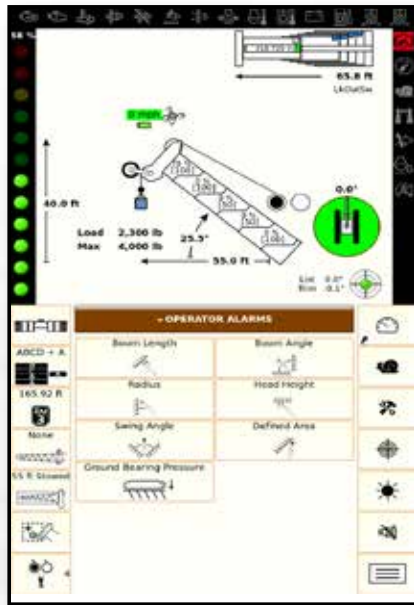 58 %
65.8 ft
0 mph
0.0°
40.0 ft
Load 2,300 lb
Max 4,000 lb
25.5°
55.0 ft
List 0.0°
-0.1°
- OPERATOR ALARMS
Boom Length
Boom Angle
ABCD + A
Radius
Head Height
165.92 ft
Swing Angle
Defined Area
None
Ground Bearing Pressure
55 ft Stowed